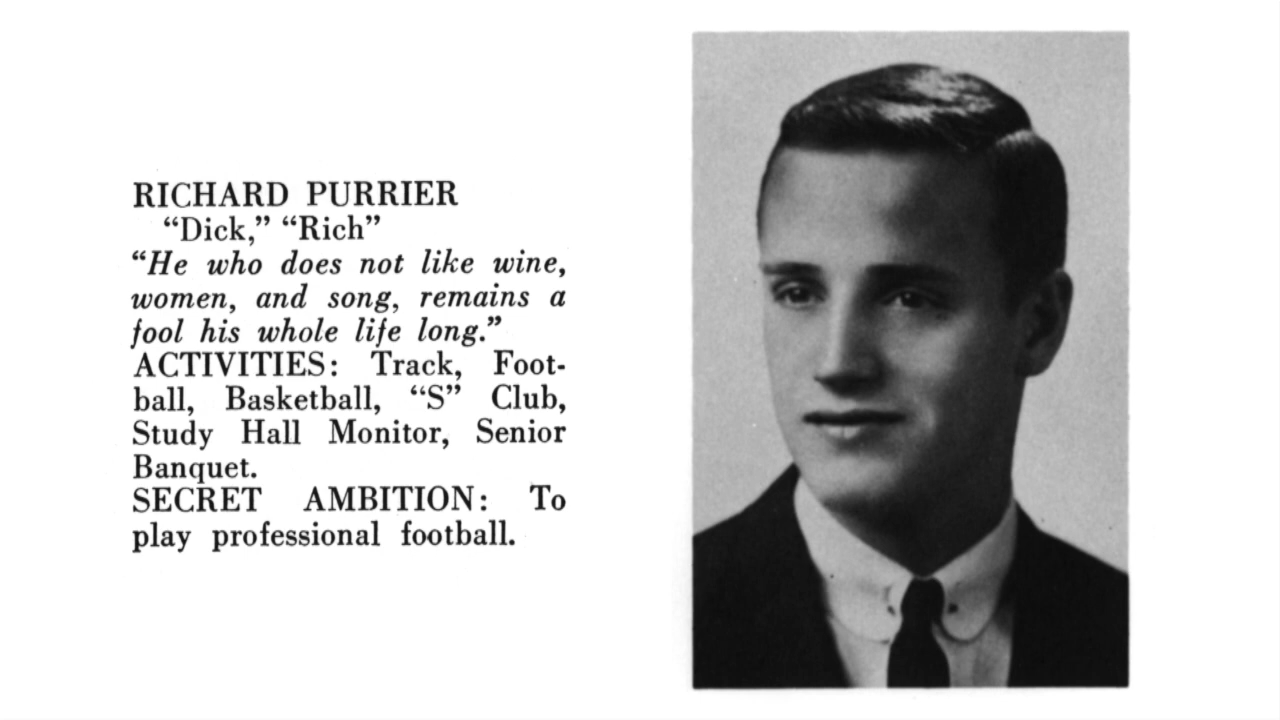 RICHARD PURRIER
“Dick,” “Rich”
“He who does not like wine,
women, and song, remains a
fool his whole life long.”
ACTIVITIES: Track, Foot-
ball, Basketball, “S” Club,
Study Hall Monitor, Senior
Banquet.
SECRET AMBITION: To
play professional football.